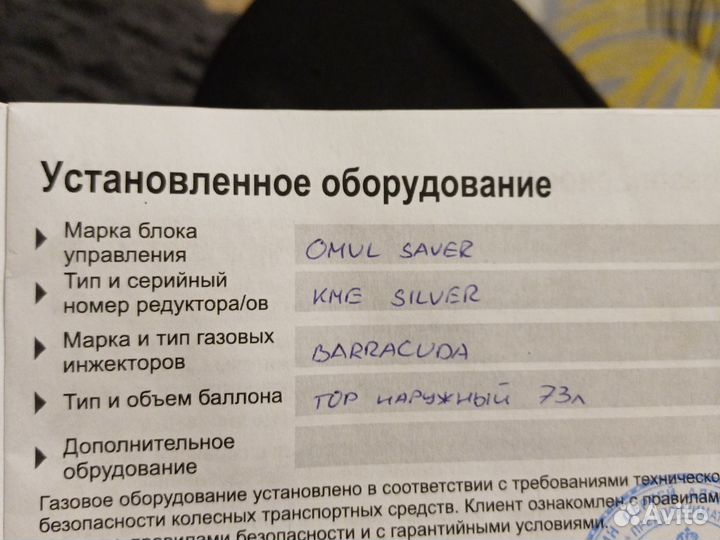 Установленное оборудование
Марка блока
управления
OMUL SAVER
Тип и серийный
номер редуктора/ов
KME SILVER
Марка и тип газовых
инжекторов
BARRACUDA
Тип и объем баллона
ТОР НАРУЖНЫЙ 73л
Дополнительное
обрудование
Газовое оборудование установлено в соответствии с требованиями техническо
безопасности колесных транспортных средств. Клиент ознакомлен с правилам
правилами безопасности и с гарантийными условиями.
Avito